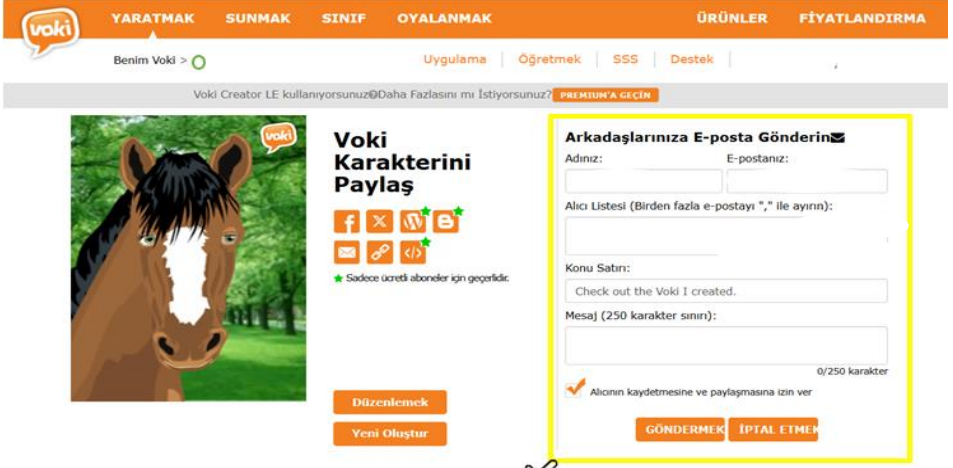 voki YARATMAK SUNMAK SINIF OYALANMAK ÜRÜNLER FİYATLANDIRMA
Benim Voki > Uygulama Öğretmek SSS Destek
Voki Creator LE kullanıyorsunuz Daha Fazlasını mı İstiyorsunuz? PREMIUM'A GEÇİN
voki
Voki
Karakterini
Paylaş
★ Sadece ücretli aboneler için geçerlidir.
Düzenlemek
Yeni Oluştur
Arkadaşlarınıza E-posta Gönderin
Adınız: E-postanız:
Alıcı Listesi (Birden fazla e-postayı "," ile ayırın):
Konu Satırı:
Check out the Voki I created.
Mesaj (250 karakter sınırı):
0/250 karakter
Alıcının kaydetmesine ve paylaşmasına izin ver
GÖNDERMEK İPTAL ETMEK